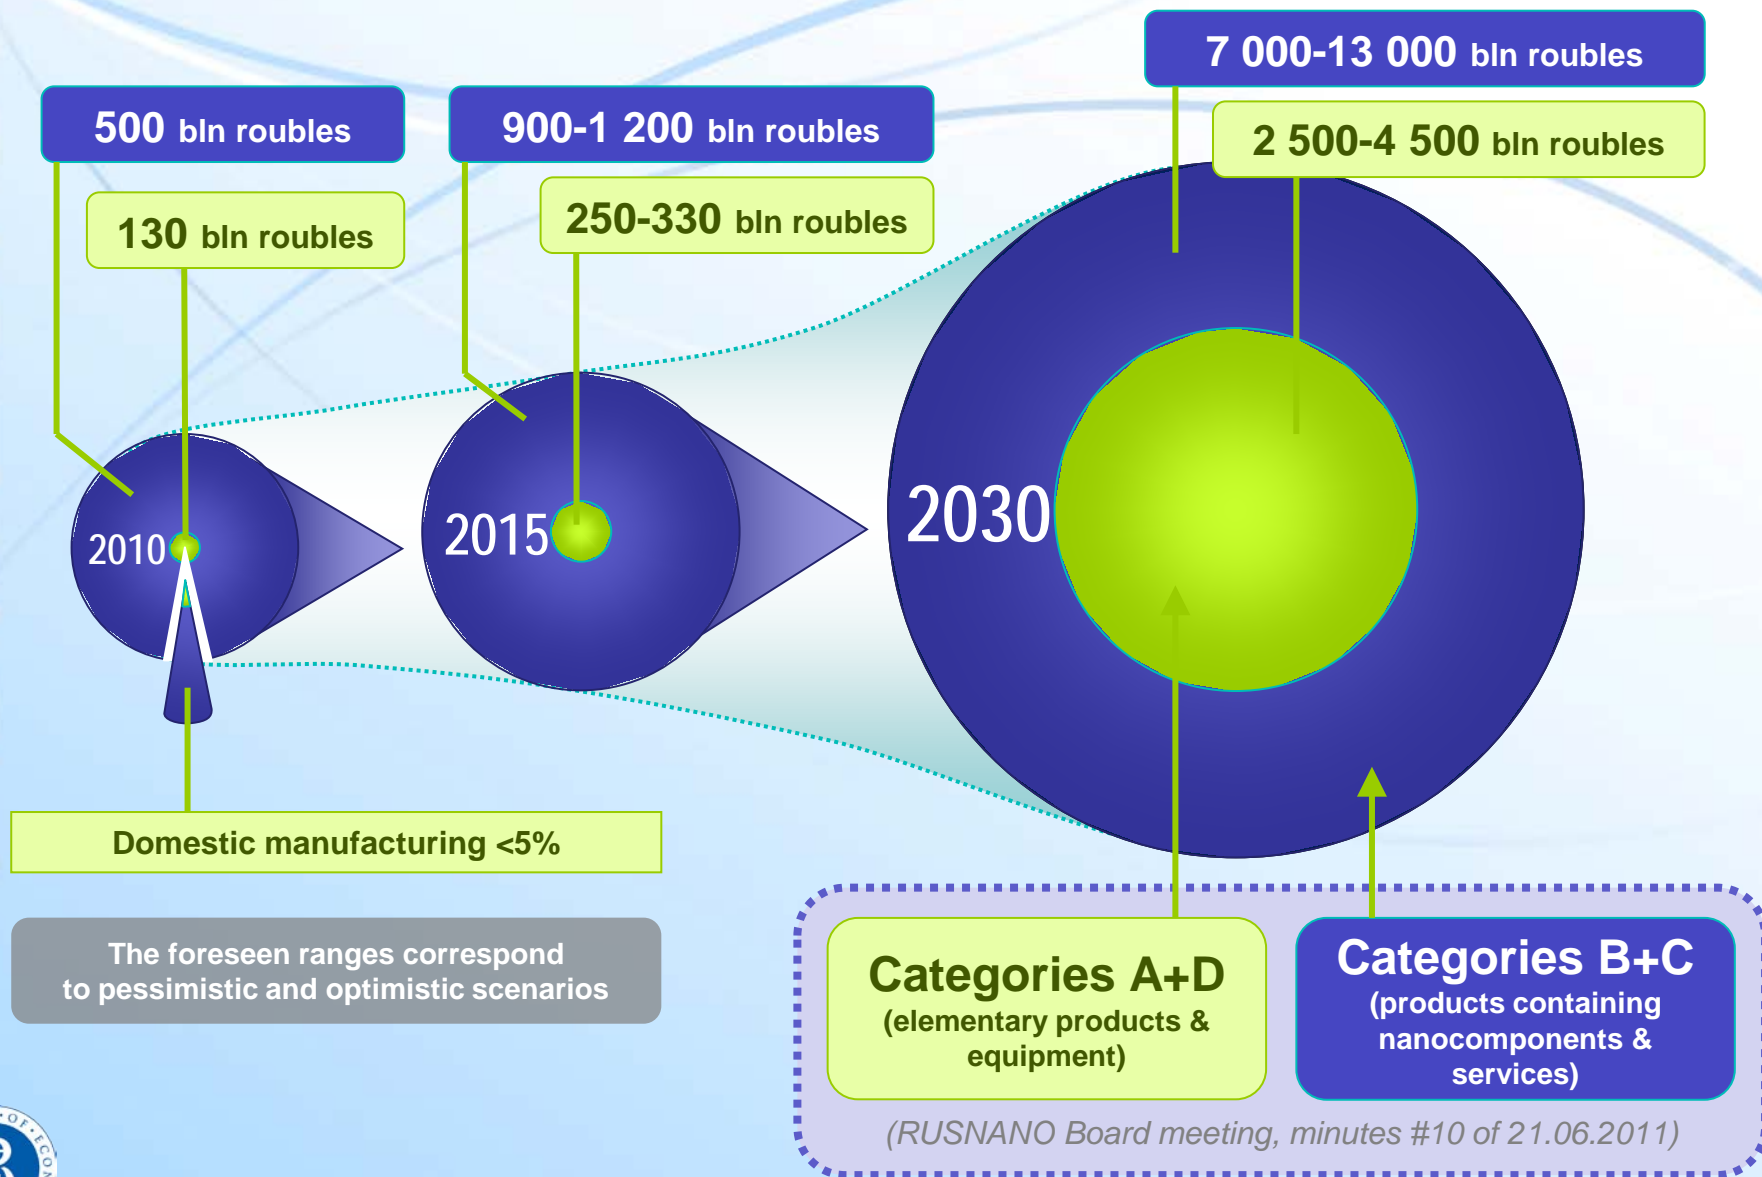 7 000-13 000 bln roubles
500 bln roubles
900-1 200 bln roubles
2 500-4 500 bln roubles
130 bln roubles
250-330 bln roubles
2010
2015
2030
Domestic manufacturing <5%
The foreseen ranges correspond
to pessimistic and optimistic scenarios
Categories A+D
(elementary products &
equipment)
Categories B+C
(products containing
nanocomponents &
services)
(RUSNANO Board meeting, minutes #10 of 21.06.2011)